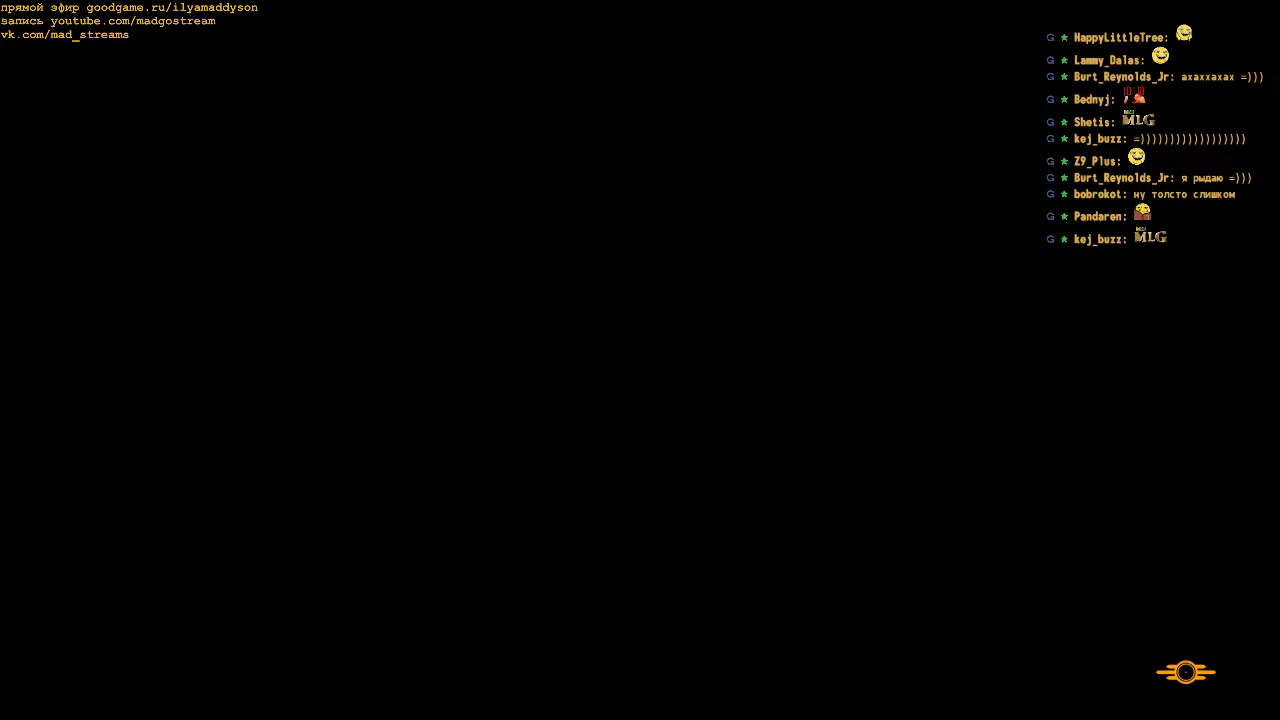 прямой эфир goodgame.ru/ilyamaddyson
запись youtube.com/madgostream
vk.com/mad_streams
G HappyLittleTree:
G Lammy_Dalas:
G Burt_Reynolds_Jr: ахаххахах =)))
G Bednyj:
G Shetis: MLG
G kej_buzz: =))))))))))))))))))
G Z9_Plus:
G Burt_Reynolds_Jr: я рыдаю =)))
G bobrokot: ну толсто слишком
G Pandaren:
G kej_buzz: MLG